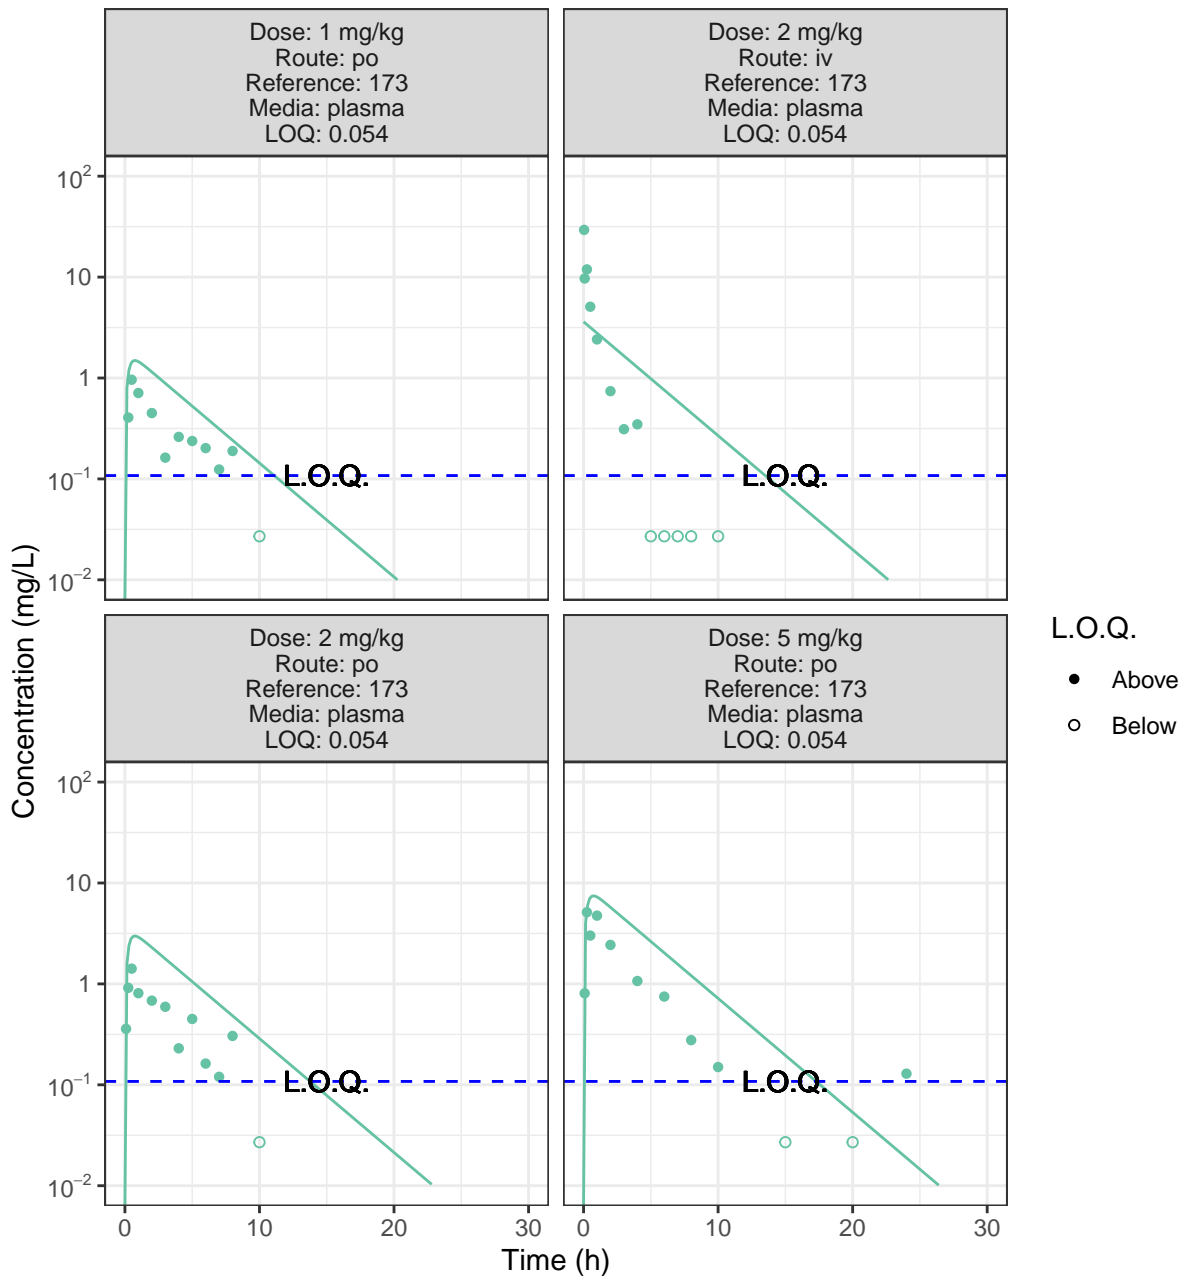 Dose: 1 mg/kg
Route: po
Reference: 173
Media: plasma
LOQ: 0.054
Dose: 2 mg/kg
Route: iv
Reference: 173
Media: plasma
LOQ: 0.054
10²
10
1
10⁻¹
10⁻²
L.O.Q.
L.O.Q.
Dose: 2 mg/kg
Route: po
Reference: 173
Media: plasma
LOQ: 0.054
Dose: 5 mg/kg
Route: po
Reference: 173
Media: plasma
LOQ: 0.054
10²
10
1
10⁻¹
10⁻²
L.O.Q.
L.O.Q.
0
10
20
30
0
10
20
30
Time (h)
Concentration (mg/L)
L.O.Q.
Above
Below